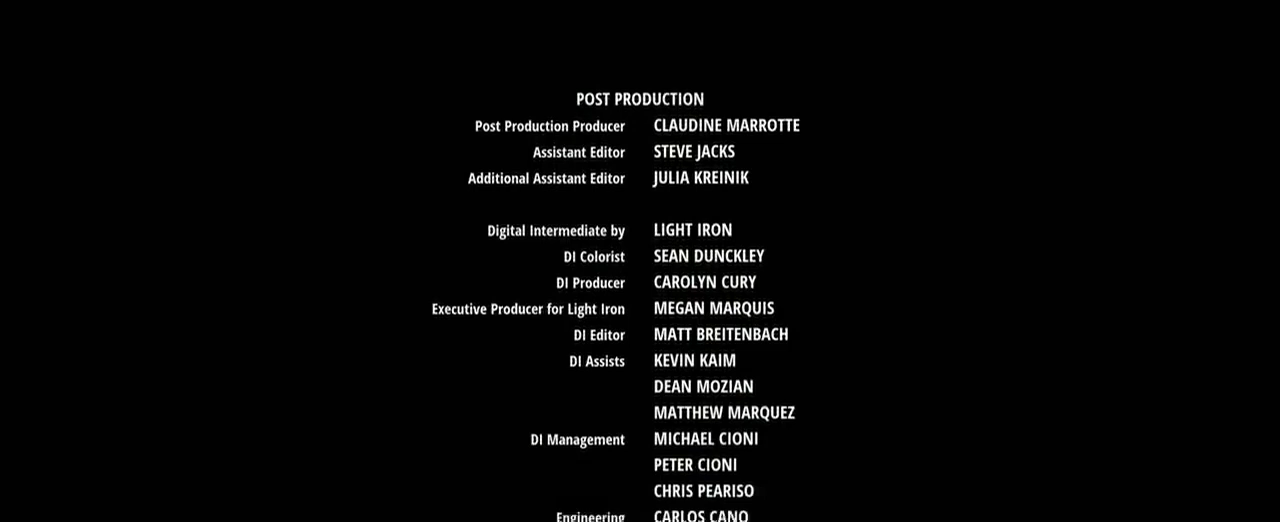 POST PRODUCTION
Post Production Producer CLAUDINE MARROTTE
Assistant Editor STEVE JACKS
Additional Assistant Editor JULIA KREINIK
Digital Intermediate by LIGHT IRON
DI Colorist SEAN DUNCKLEY
DI Producer CAROLYN CURY
Executive Producer for Light Iron MEGAN MARQUIS
DI Editor MATT BREITENBACH
DI Assists KEVIN KAIM
DEAN MOZIAN
MATTHEW MARQUEZ
DI Management MICHAEL CIONI
PETER CIONI
CHRIS PEARISO
Engineering CARLOS CANO